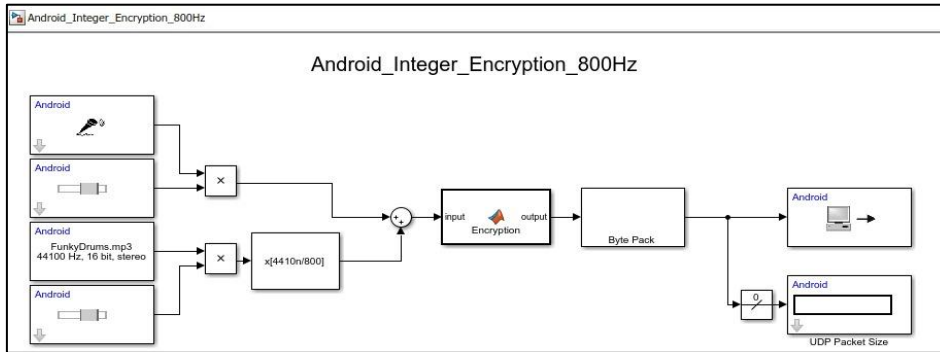 Android_Integer_Encryption_800Hz
Android_Integer_Encryption_800Hz
Android
Android
×
Android
FunkyDrums.mp3
44100 Hz, 16 bit, stereo
×
x[4410n/800]
Android
+
+
input
output
Encryption
Byte Pack
Android
0
Android
UDP Packet Size